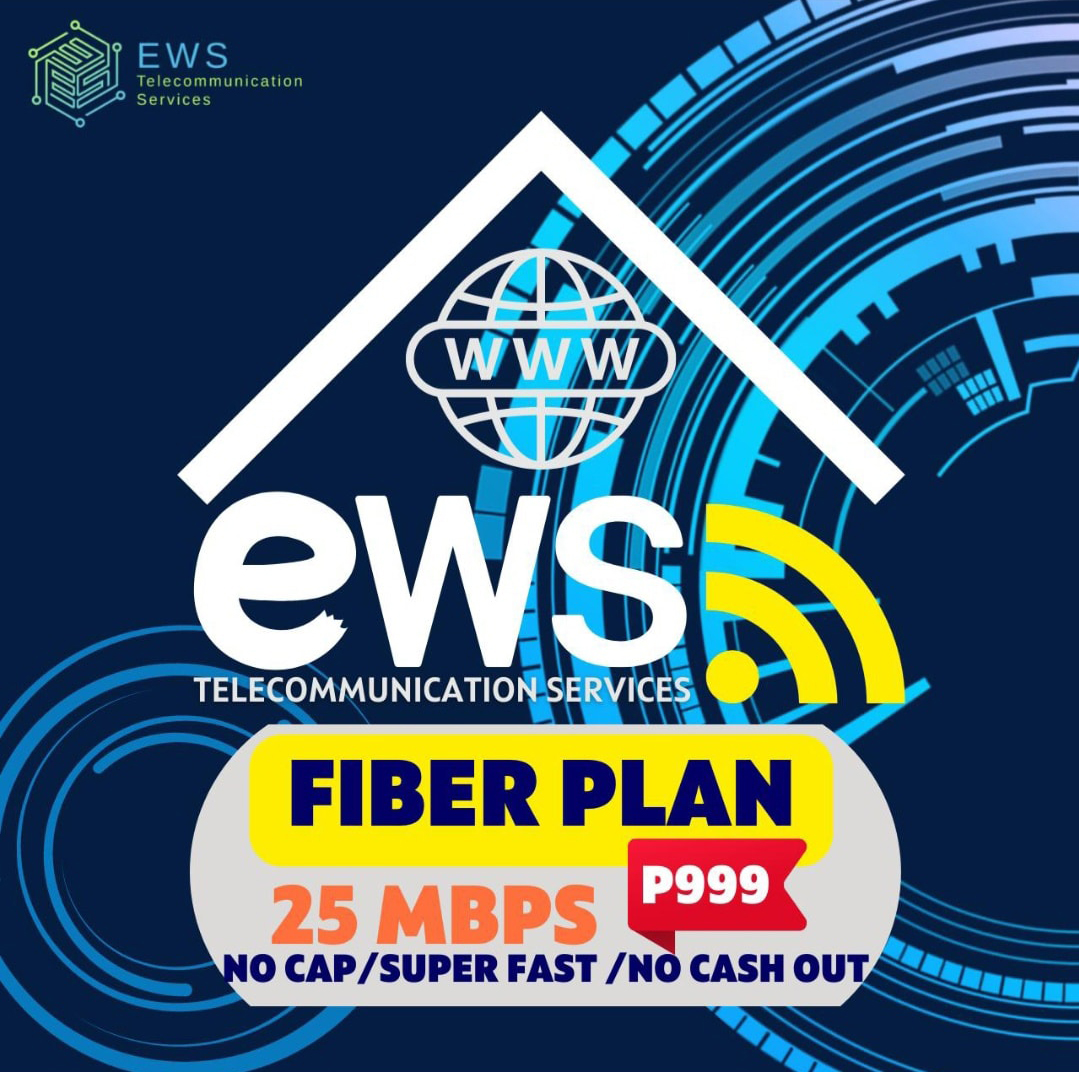 EWS
Telecommunication
Services
WWW
ews
TELECOMMUNICATION SERVICES
FIBER PLAN
P999
25 MBPS
NO CAP/SUPER FAST /NO CASH OUT